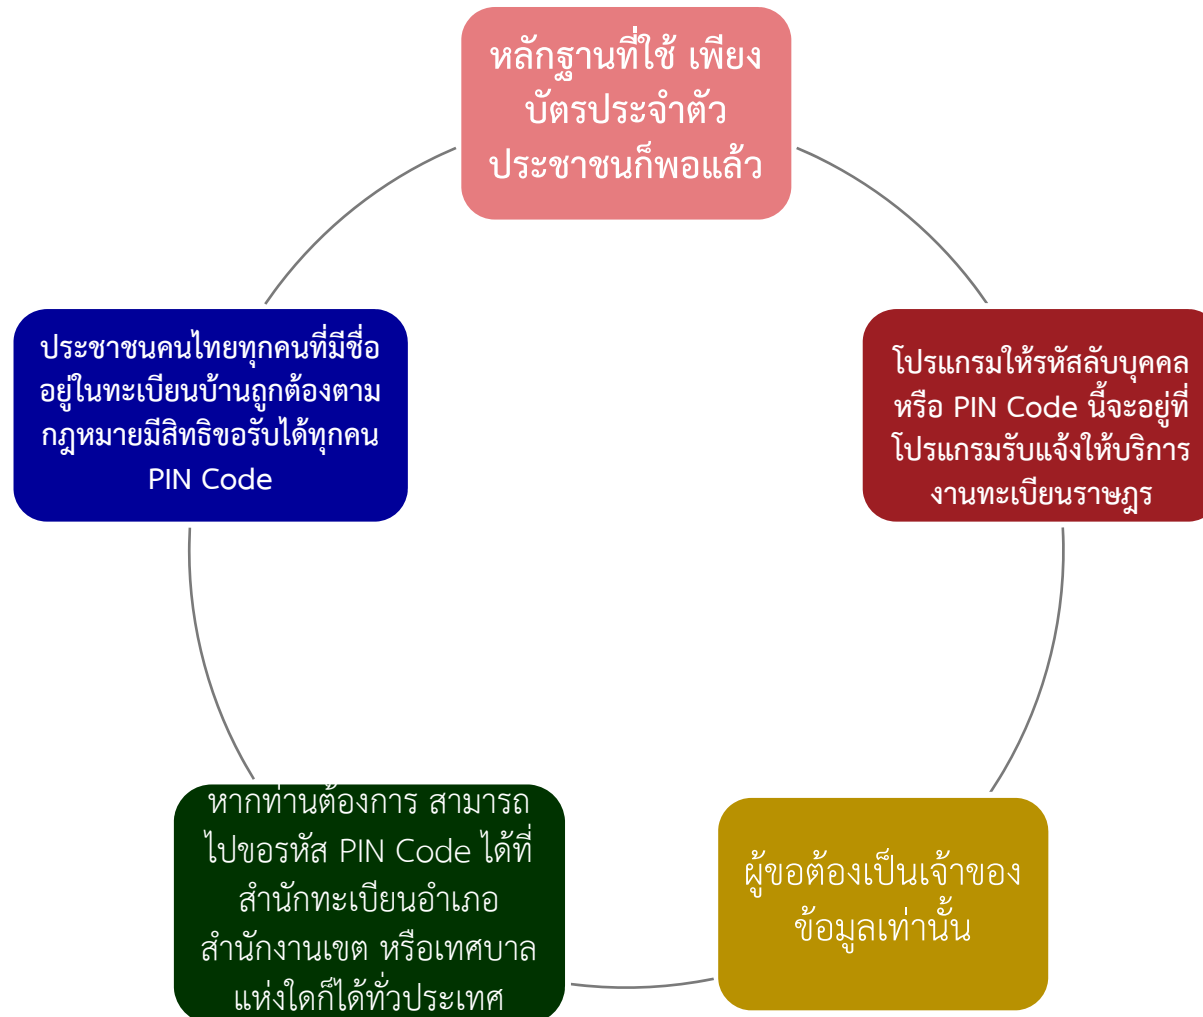 หลักฐานที่ใช้ เพียง
บัตรประจำตัว
ประชาชนก็พอแล้ว
ประชาชนคนไทยทุกคนที่มีชื่อ
อยู่ในทะเบียนบ้านถูกต้องตาม
กฎหมายมีสิทธิขอรับได้ทุกคน
PIN Code
โปรแกรมให้รหัสลับบุคคล
หรือ PIN Code นี้จะอยู่ที่
โปรแกรมรับแจ้งให้บริการ
งานทะเบียนราษฎร
หากท่านต้องการ สามารถ
ไปขอรหัส PIN Code ได้ที่
สำนักทะเบียนอำเภอ
สำนักงานเขต หรือเทศบาล
แห่งใดก็ได้ทั่วประเทศ
ผู้ขอต้องเป็นเจ้าของ
ข้อมูลเท่านั้น